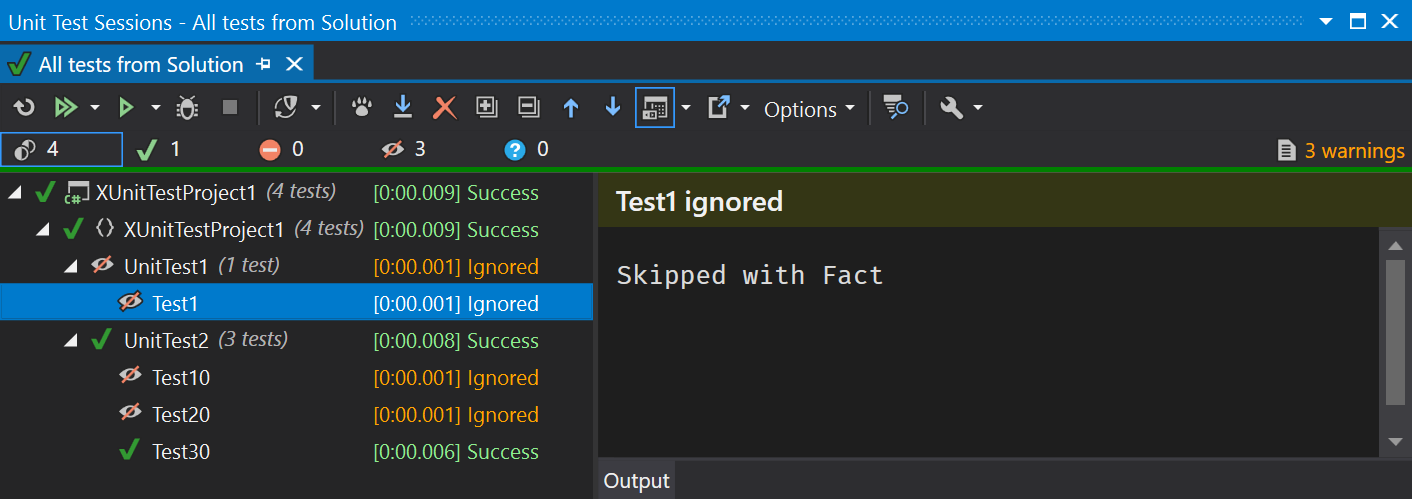 Unit Test Sessions - All tests from Solution
All tests from Solution
Options
4 1 0 3 ? 0 3 warnings
C# XUnitTestProject1 (4 tests) [0:00.009] Success
{} XUnitTestProject1 (4 tests) [0:00.009] Success
UnitTest1 (1 test) [0:00.001] Ignored
Test1 [0:00.001] Ignored
UnitTest2 (3 tests) [0:00.008] Success
Test10 [0:00.001] Ignored
Test20 [0:00.001] Ignored
Test30 [0:00.006] Success
Test1 ignored
Skipped with Fact
Output